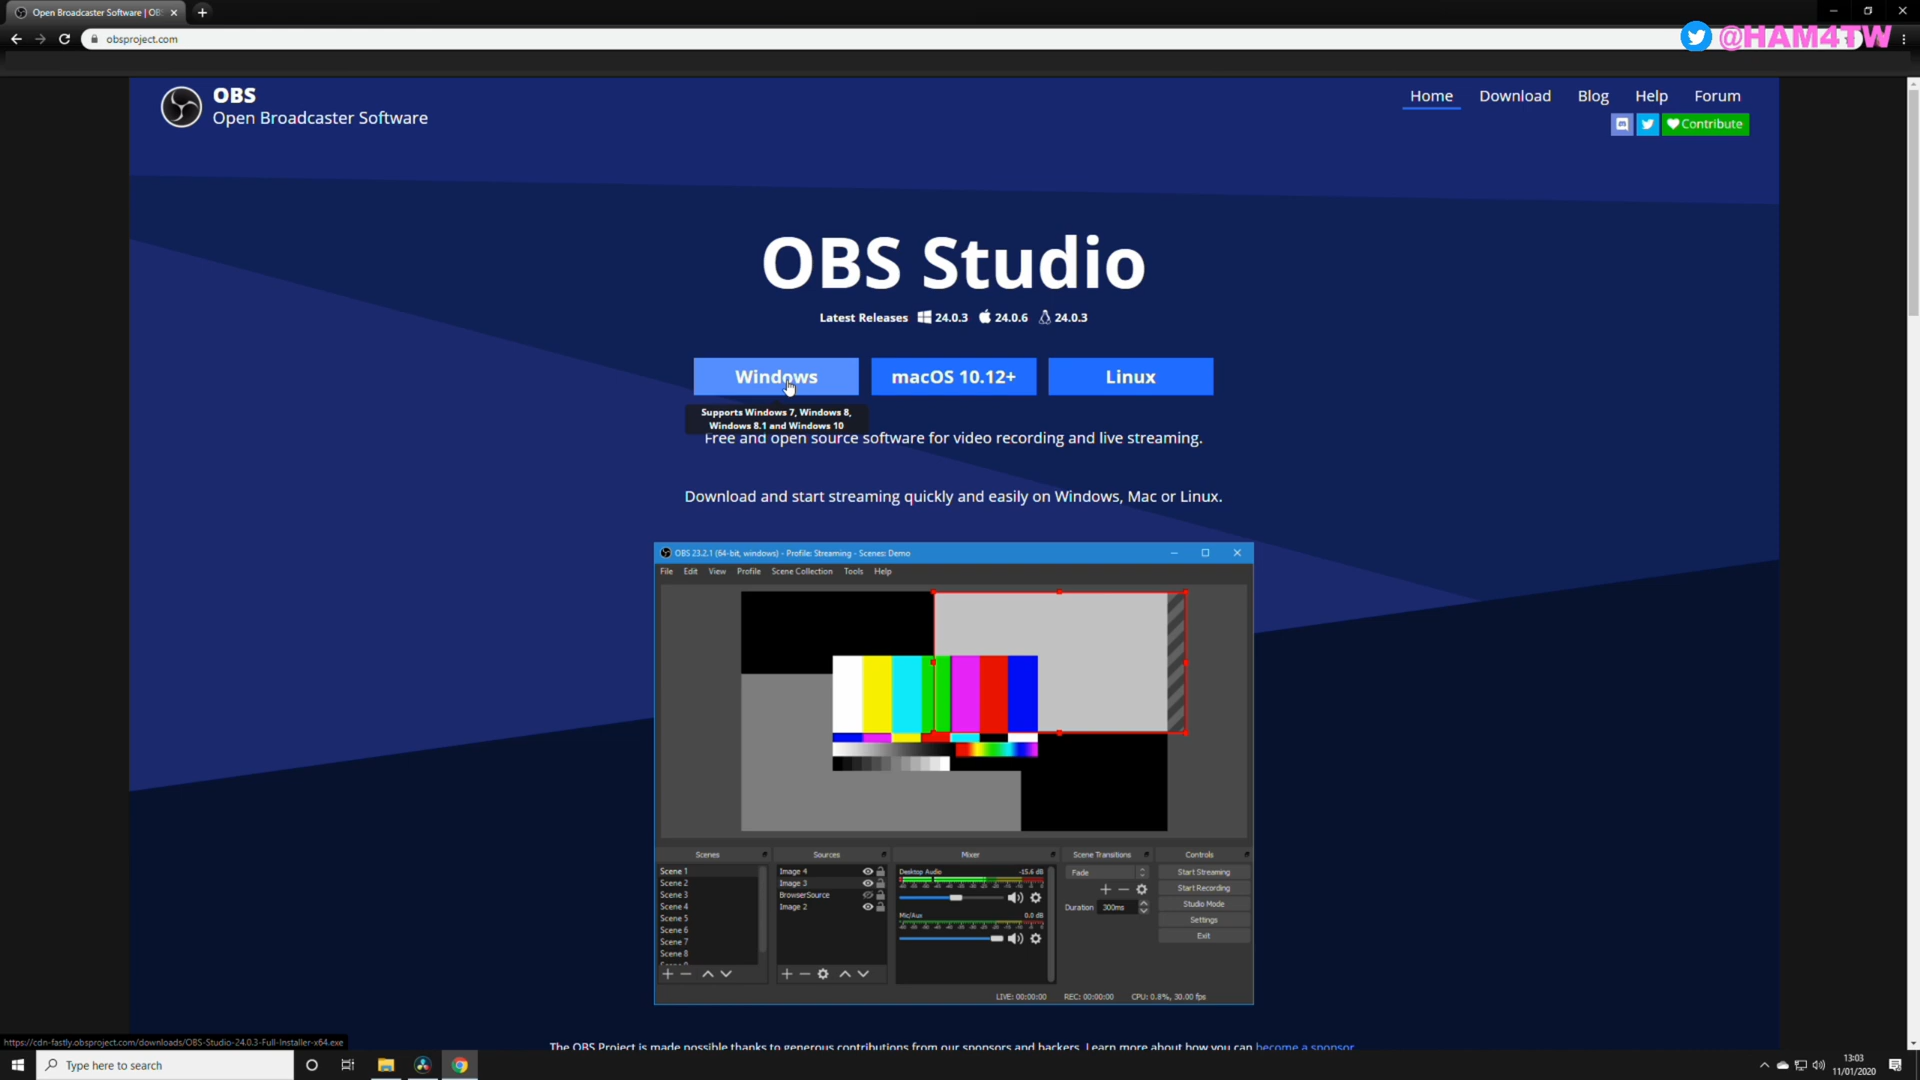 Open Broadcaster Software | OB
obsproject.com
@HAM4TW
OBS
Open Broadcaster Software
Home Download Blog Help Forum
Contribute
OBS Studio
Latest Releases 24.0.3 24.0.6 24.0.3
Windows macOS 10.12+ Linux
Supports Windows 7, Windows 8,
Windows 8.1 and Windows 10
Free and open source software for video recording and live streaming.
Download and start streaming quickly and easily on Windows, Mac or Linux.
OBS 23.2.1 (64-bit, windows) - Profile: Streaming - Scenes: Demo
File Edit View Profile Scene Collection Tools Help
Scenes Sources Mixer Scene Transitions Controls
Scene 1
Scene 2
Scene 3
Scene 4
Scene 5
Scene 6
Scene 7
Scene 8
Image 4
Image 3
BrowserSource
Image 2
Desktop Audio -15.6 dB
Mic/Aux 0.0 dB
Fade
Duration 300ms
Start Streaming
Start Recording
Studio Mode
Settings
Exit
LIVE: 00:00:00 REC: 00:00:00 CPU: 0.8%, 30.00 fps
The OBS Project is made possible thanks to generous contributions from our sponsors and backers. Learn more about how you can become a sponsor
https://cdn-fastly.obsproject.com/downloads/OBS-Studio-24.0.3-Full-Installer-x64.exe
Type here to search
13:03
11/01/2020